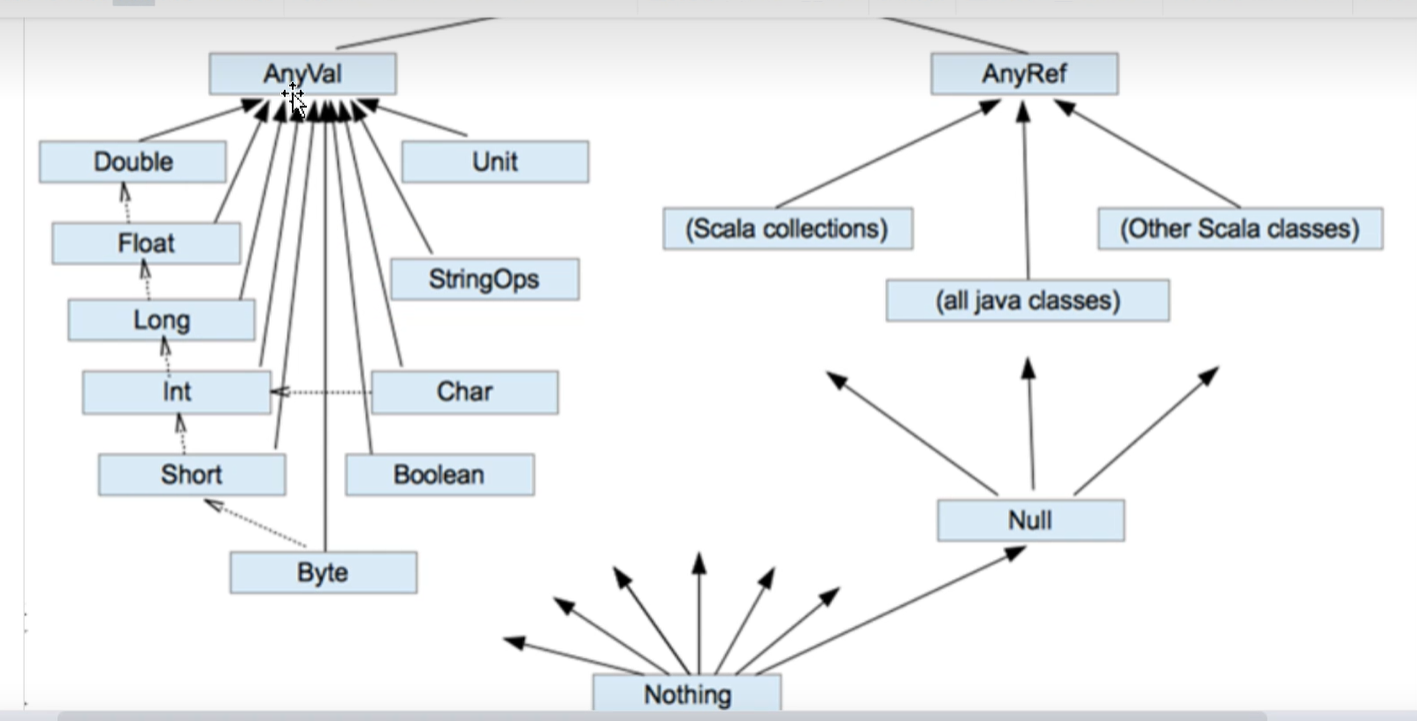 AnyVal
AnyRef
Double
Unit
(Scala collections)
(Other Scala classes)
Float
StringOps
(all java classes)
Long
Int
Char
Short
Boolean
Null
Byte
Nothing